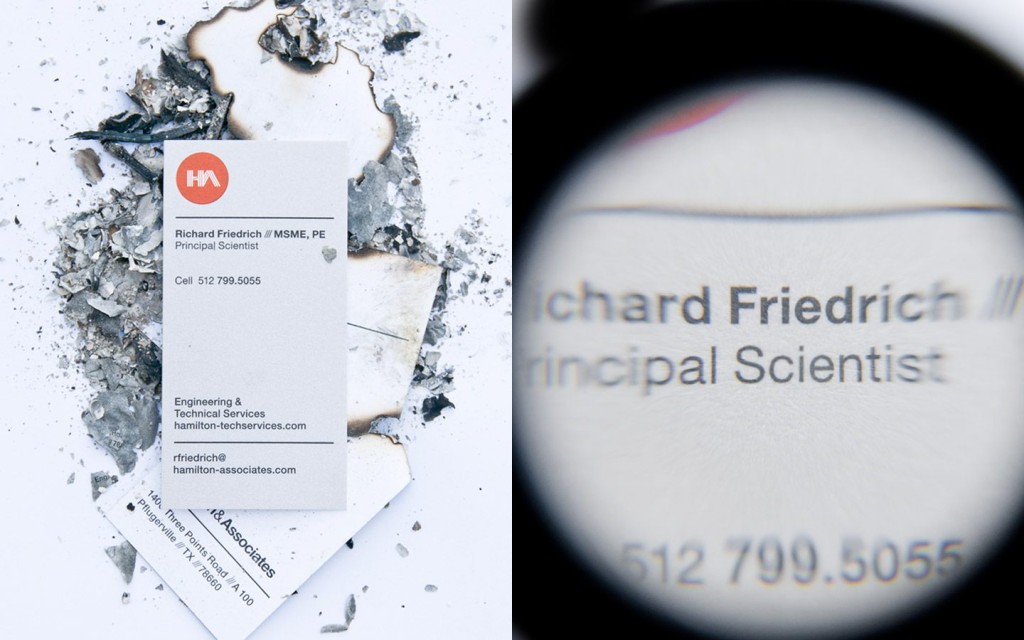 HA
Richard Friedrich /// MSME, PE
Principal Scientist
Cell 512 799.5055
Engineering &
Technical Services
hamilton-techservices.com
rfriedrich@
hamilton-associates.com
&Associates
Three Points Road /// A 100
Pflugerville /// TX /// 78660
ichard Friedrich ///
rincipal Scientist
512 799.5055